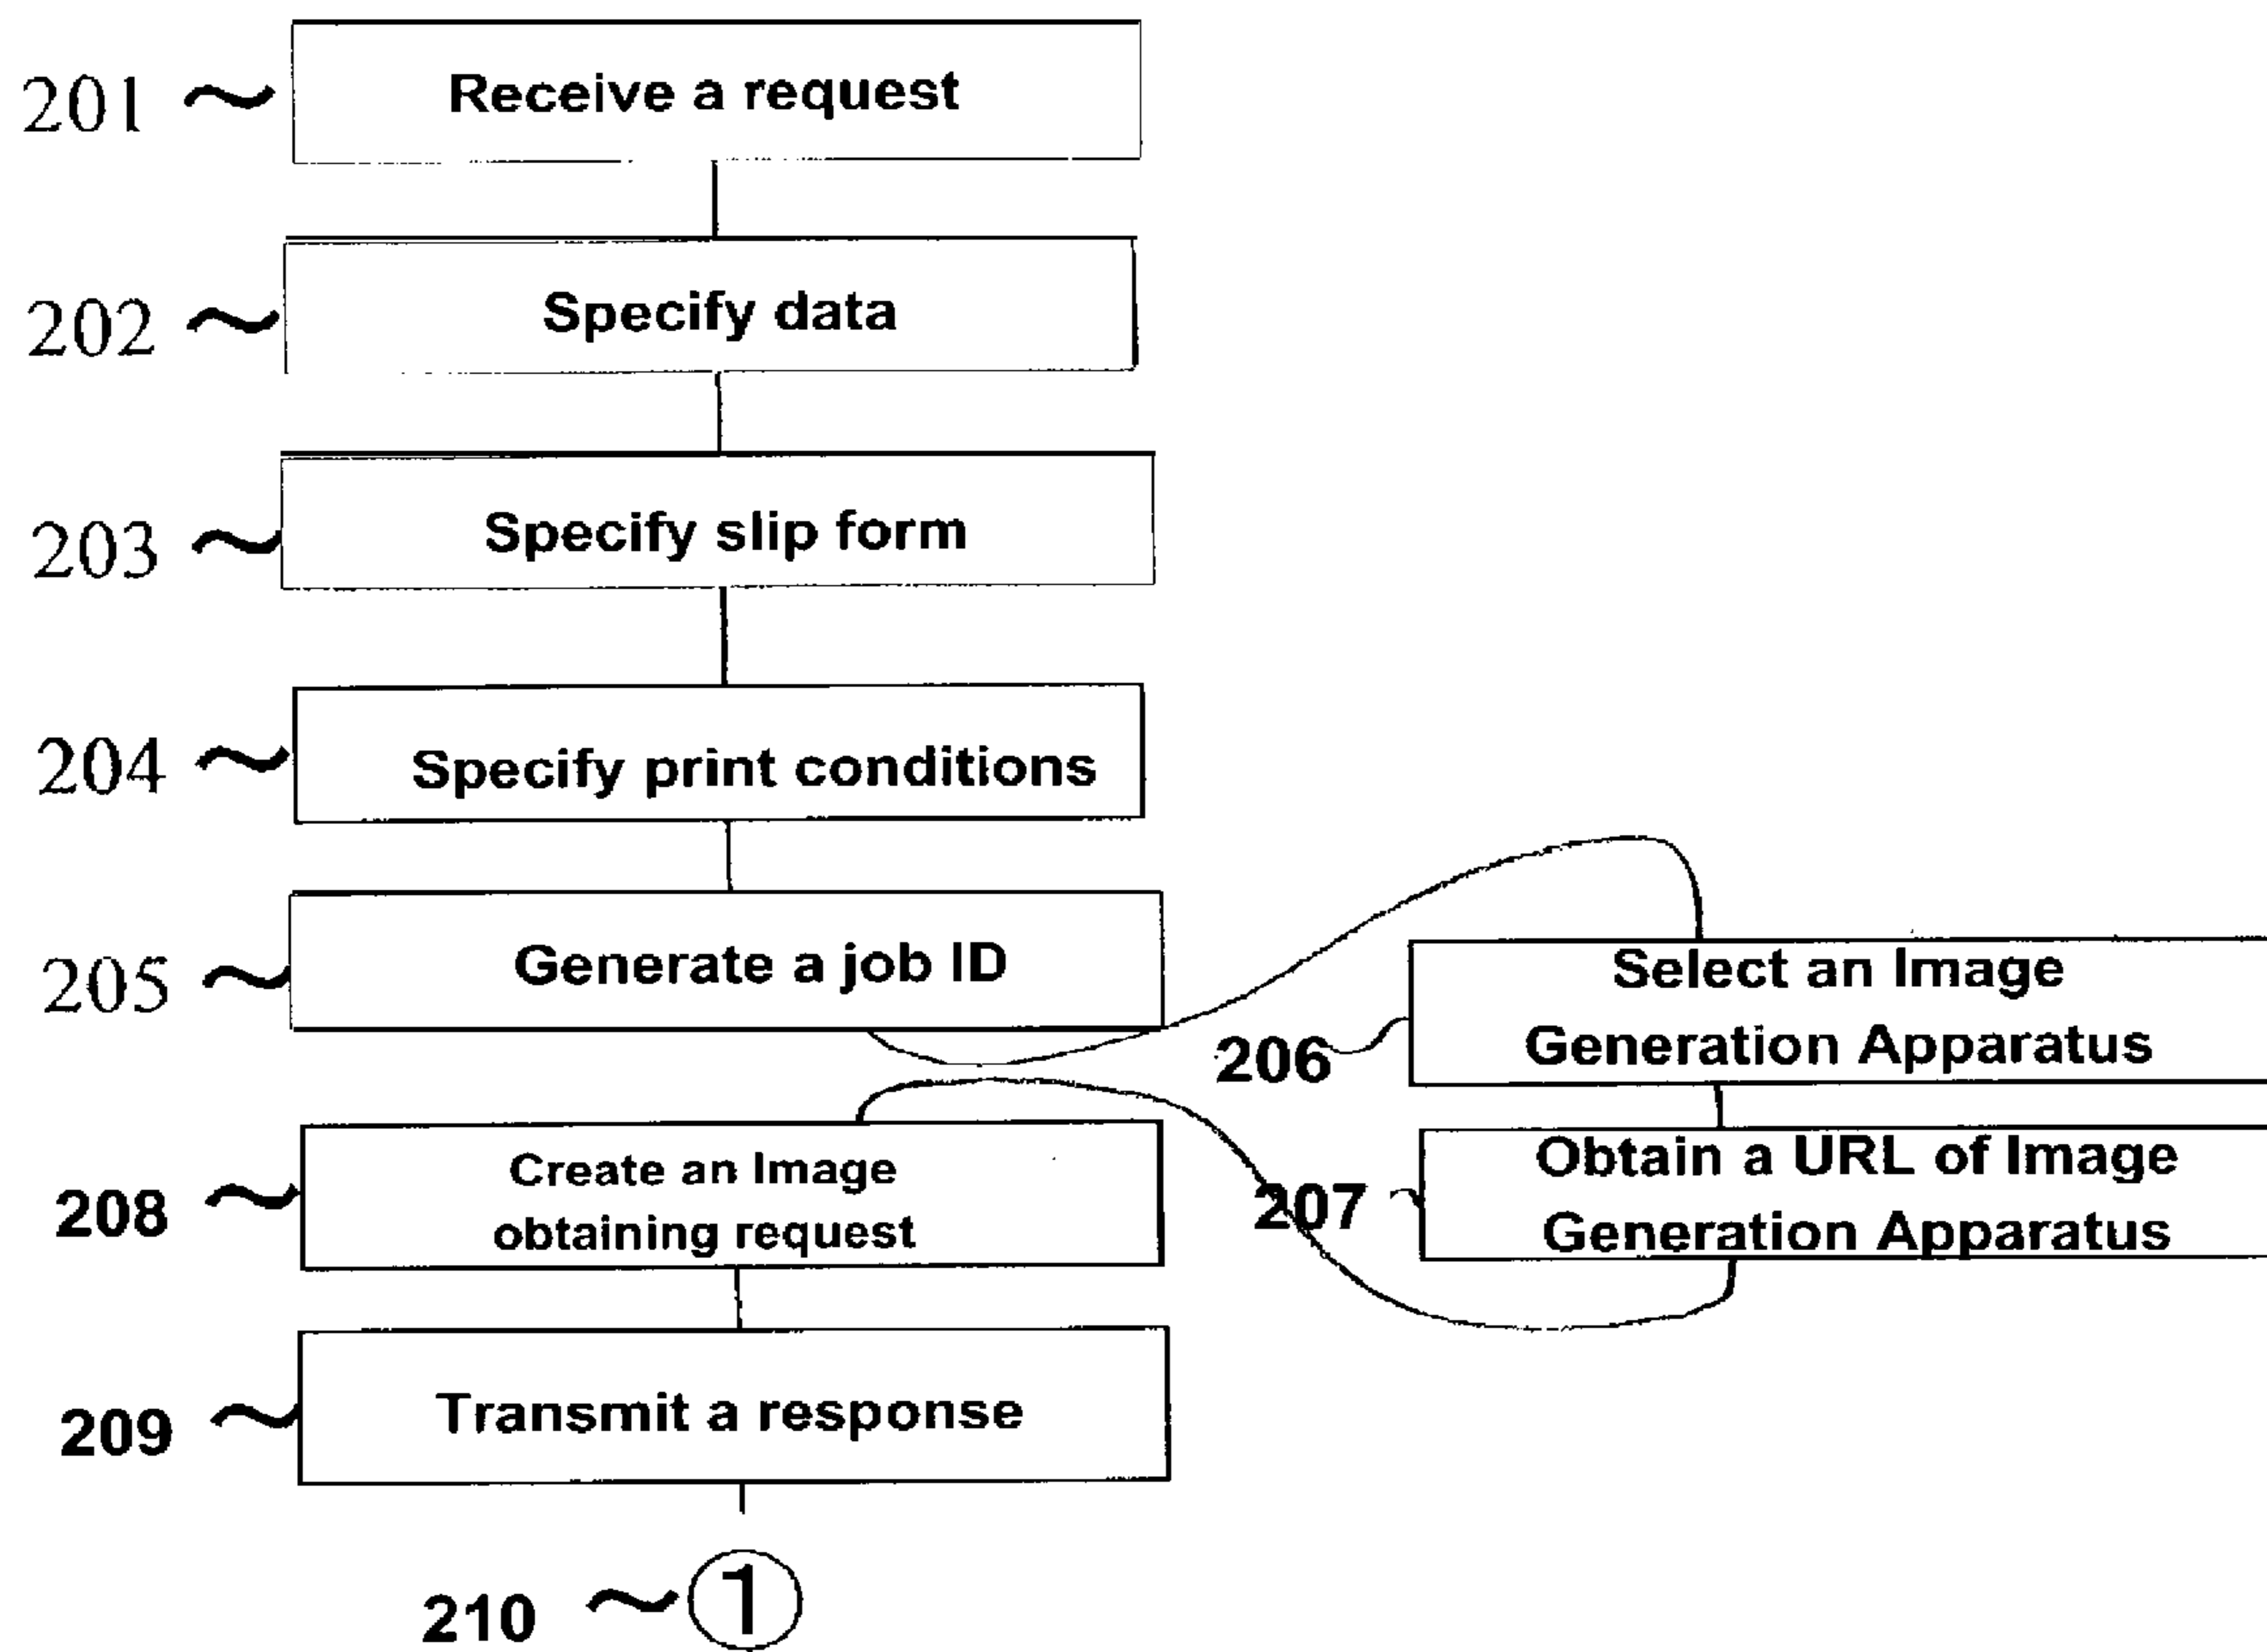 201
Receive a request
202
Specify data
203
Specify slip form
204
Specify print conditions
205
Generate a job ID
206
Select an Image
Generation Apparatus
207
Obtain a URL of Image
Generation Apparatus
208
Create an Image
obtaining request
209
Transmit a response
210
1